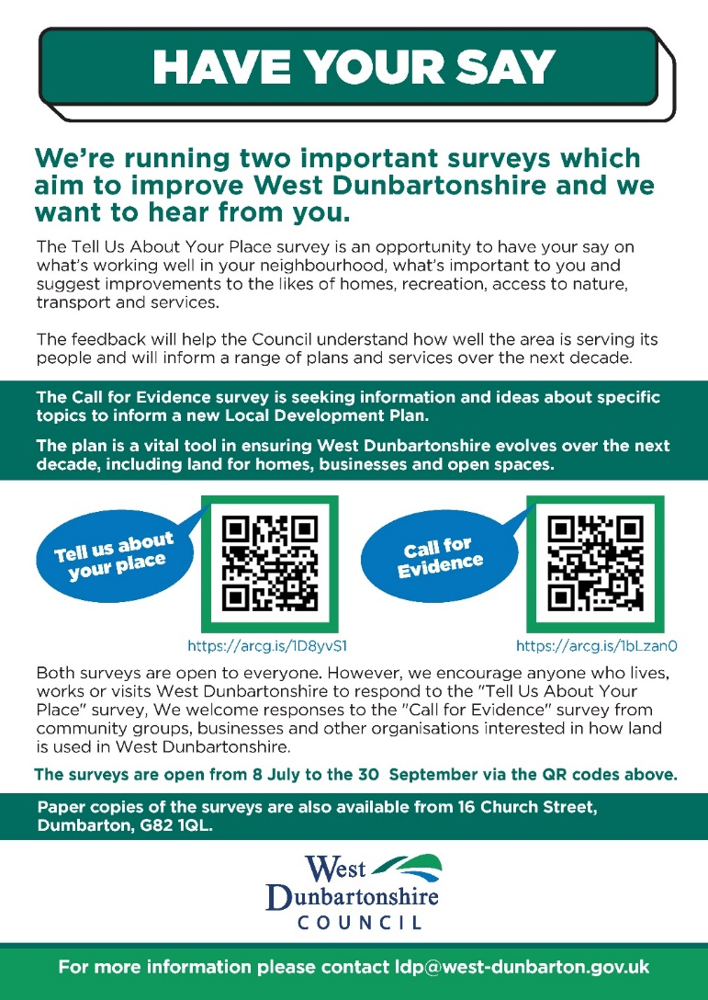 HAVE YOUR SAY
We're running two important surveys which
aim to improve West Dunbartonshire and we
want to hear from you.
The Tell Us About Your Place survey is an opportunity to have your say on
what's working well in your neighbourhood, what's important to you and
suggest improvements to the likes of homes, recreation, access to nature,
transport and services.
The feedback will help the Council understand how well the area is serving its
people and will inform a range of plans and services over the next decade.
The Call for Evidence survey is seeking information and ideas about specific
topics to inform a new Local Development Plan.
The plan is a vital tool in ensuring West Dunbartonshire evolves over the next
decade, including land for homes, businesses and open spaces.
Tell us about
your place
https://arcg.is/1D8yvS1
Call for
Evidence
https://arcg.is/1bLzan0
Both surveys are open to everyone. However, we encourage anyone who lives,
works or visits West Dunbartonshire to respond to the "Tell Us About Your
Place" survey, We welcome responses to the "Call for Evidence" survey from
community groups, businesses and other organisations interested in how land
is used in West Dunbartonshire.
The surveys are open from 8 July to the 30 September via the QR codes above.
Paper copies of the surveys are also available from 16 Church Street,
Dumbarton, G82 1QL.
West
Dunbartonshire
COUNCIL
For more information please contact ldp@west-dunbarton.gov.uk